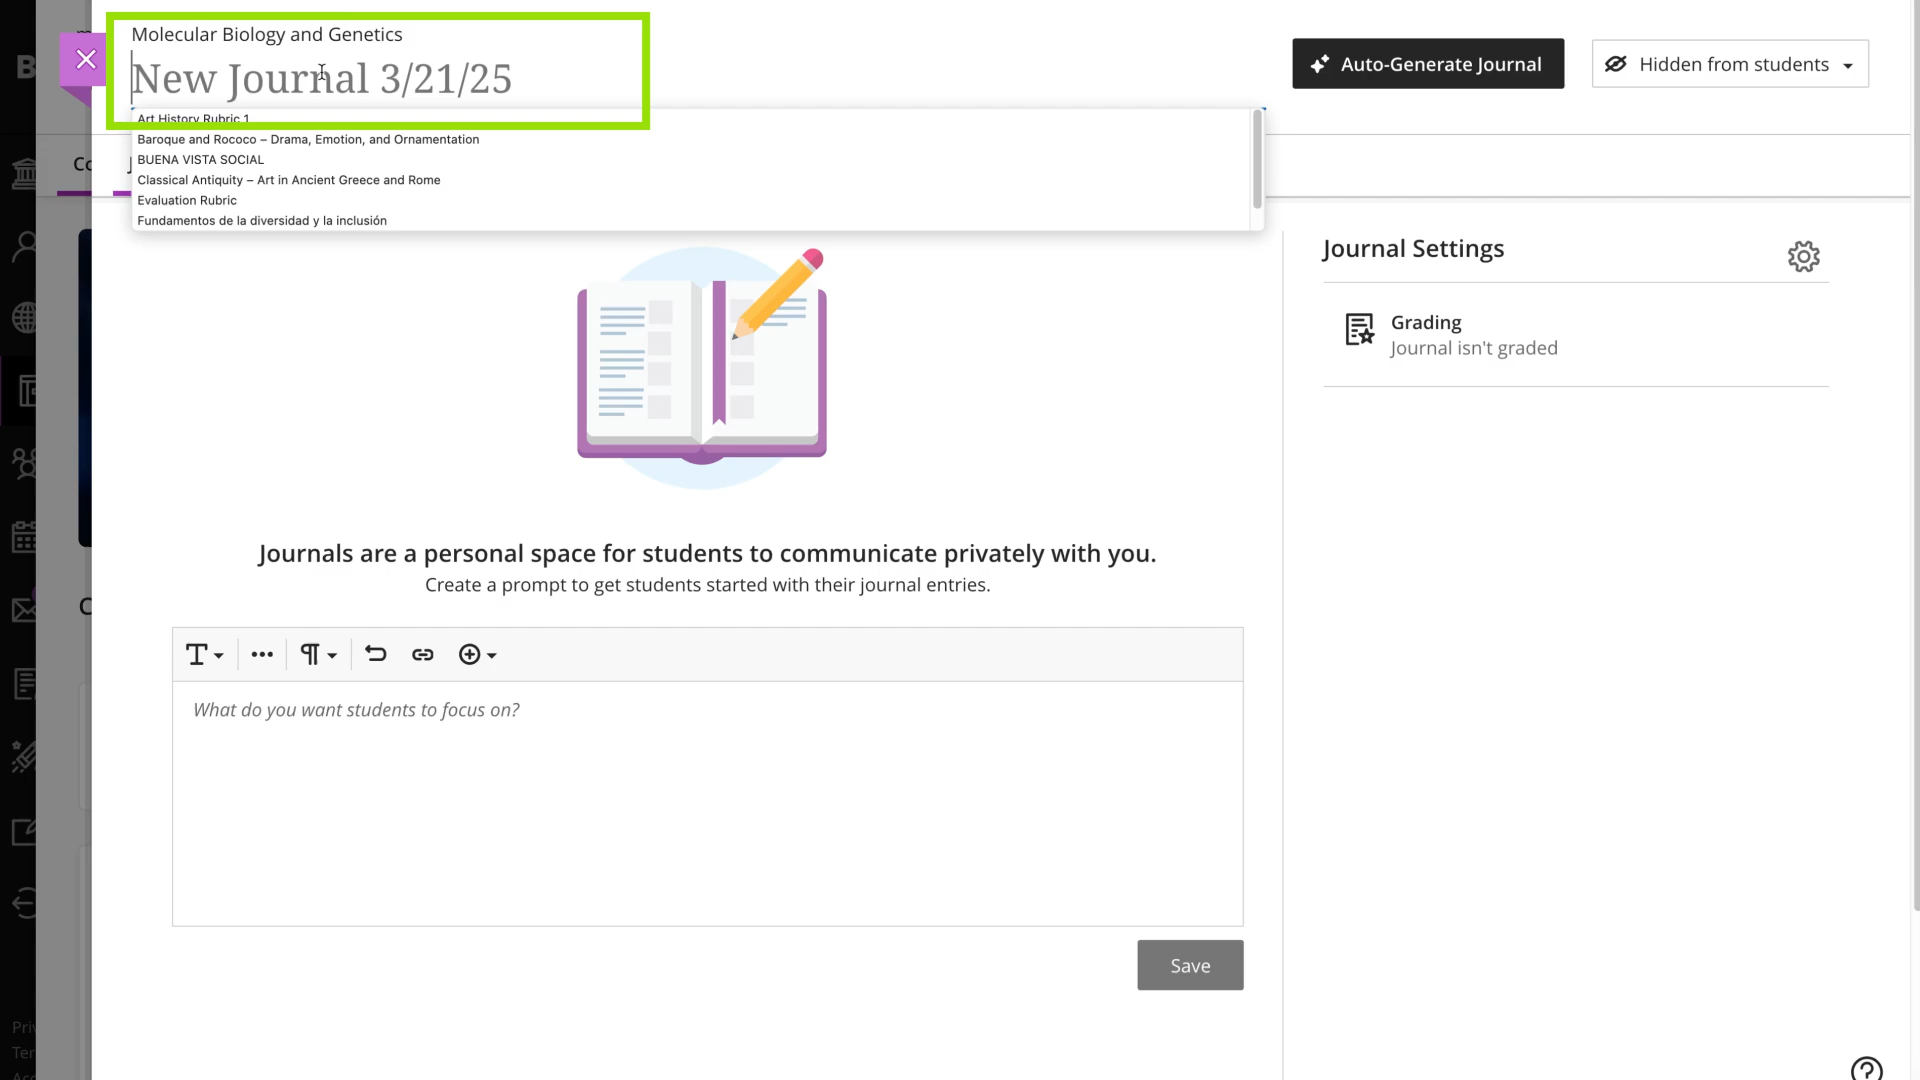 B
Molecular Biology and Genetics
New Journal 3/21/25
Auto-Generate Journal
Hidden from students
Art History Rubric 1
Baroque and Rococo – Drama, Emotion, and Ornamentation
BUENA VISTA SOCIAL
Classical Antiquity – Art in Ancient Greece and Rome
Evaluation Rubric
Fundamentos de la diversidad y la inclusión
Journal Settings
Grading
Journal isn't graded
Journals are a personal space for students to communicate privately with you.
Create a prompt to get students started with their journal entries.
What do you want students to focus on?
Save